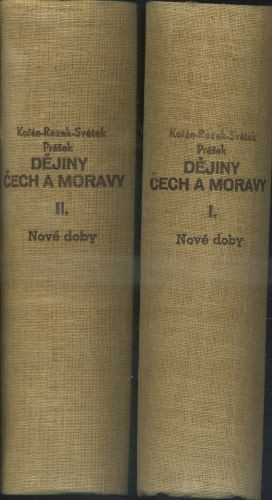 Kořán-Rezek-Svátek
Prášek
DĚJINY
ČECH A MORAVY
II.
Nové doby
Kořán-Rezek-Svátek
Prášek
DĚJINY
ČECH A MORAVY
I.
Nové doby